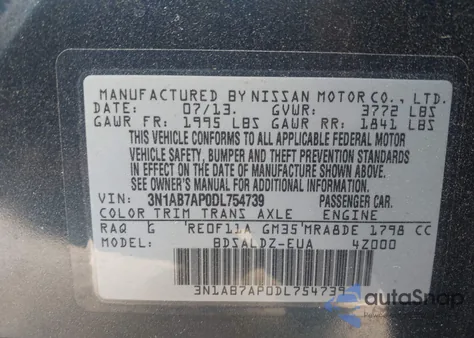 MANUFACTURED BY NISSAN MOTOR CO., LTD.
DATE: 07/13. GVWR: 3772 LBS
GAWR FR: 1995 LBS GAWR RR: 1841 LBS
THIS VEHICLE CONFORMS TO ALL APPLICABLE FEDERAL MOTOR
VEHICLE SAFETY, BUMPER AND THEFT PREVENTION STANDARDS
IN EFFECT ON THE DATE OF MANUFACTURE SHOWN ABOVE.
SEE OWNER'S MANUAL FOR ADDITIONAL INFORMATION.
VIN: 3N1AB7AP0DL754739 PASSENGER CAR.
COLOR TRIM TRANS AXLE ENGINE
RAQ G 'RE0F11A GM35'MRA8DE 1798 CC
MODEL: BDSALDZ-EUA 4Z000
3N1AB7AP0DL754739
autaSnap